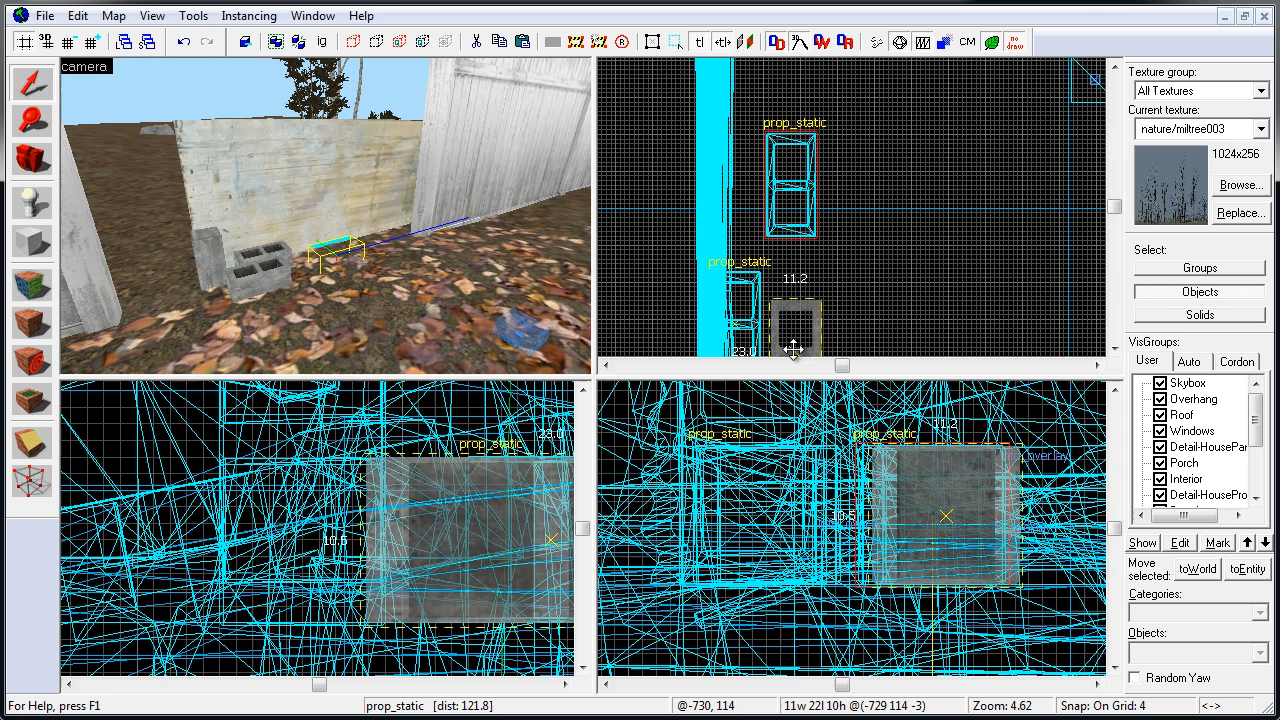 File Edit Map View Tools Instancing Window Help
camera
prop_static
prop_static
11.2
23.0
prop_static
23.0
10.5
prop_static
prop_static
11.2
overlay
10.5
Texture group:
All Textures
Current texture:
nature/miltree003
1024x256
Browse...
Replace...
Select:
Groups
Objects
Solids
VisGroups:
User Auto Cordon
Skybox
Overhang
Roof
Windows
Detail-HousePar
Porch
Interior
Detail-HousePro
Show Edit Mark
Move selected:
toWorld toEntity
Categories:
Objects:
Random Yaw
For Help, press F1
prop_static [dist: 121.8]
@-730, 114
11w 22l 10h @(-729 114 -3)
Zoom: 4.62
Snap: On Grid: 4
<->